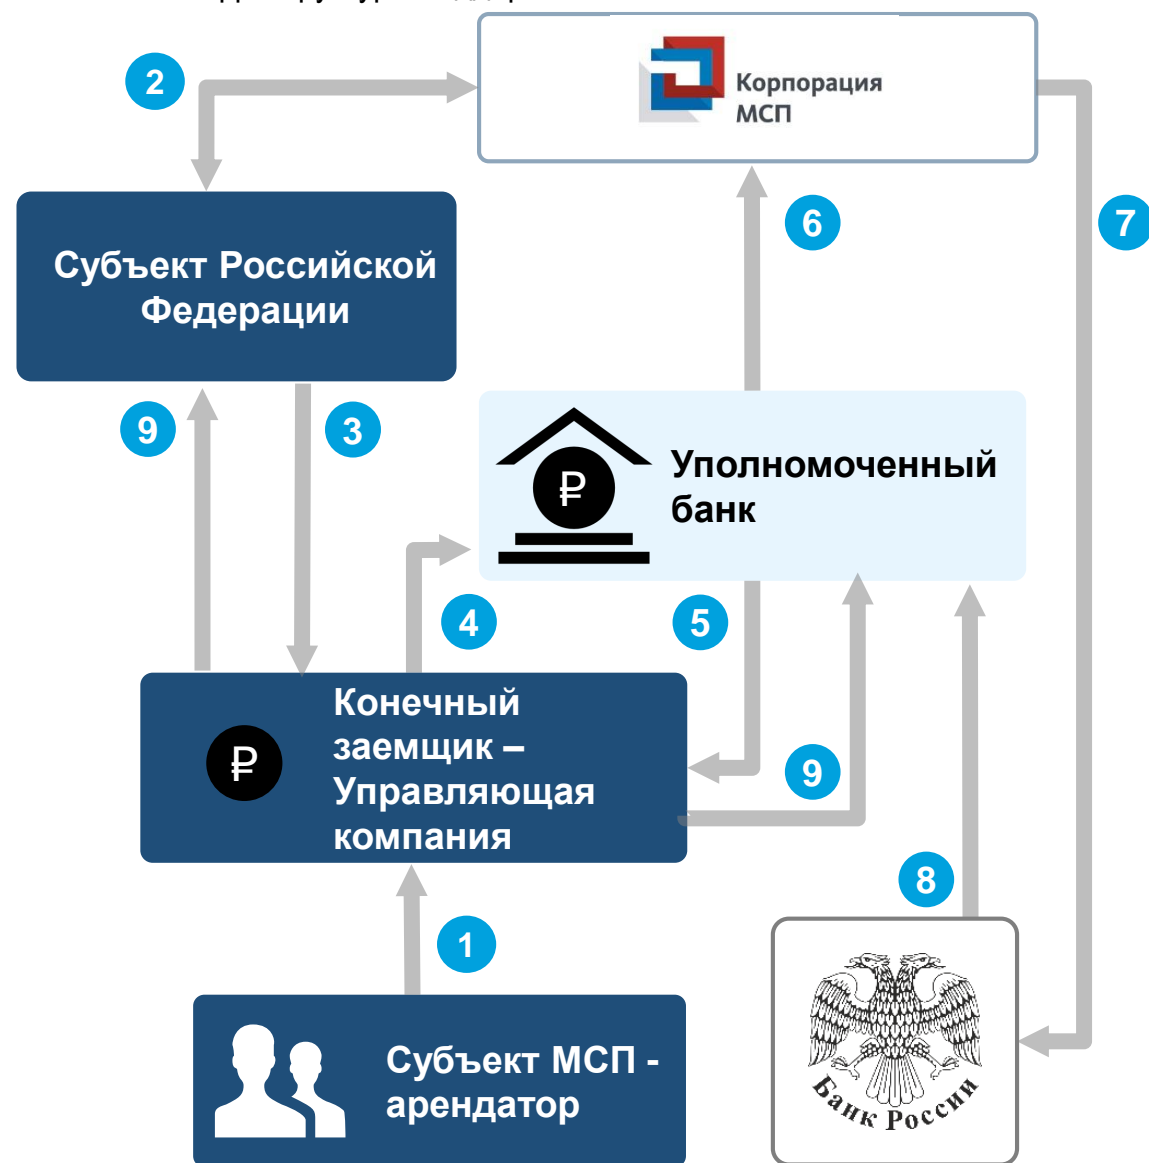 Корпорация
МСП
2
6
7
Субъект Российской
Федерации
9
3
₽
Уполномоченный
банк
4
5
₽
Конечный
заемщик –
Управляющая
компания
9
8
1
Субъект МСП -
арендатор
Банк России